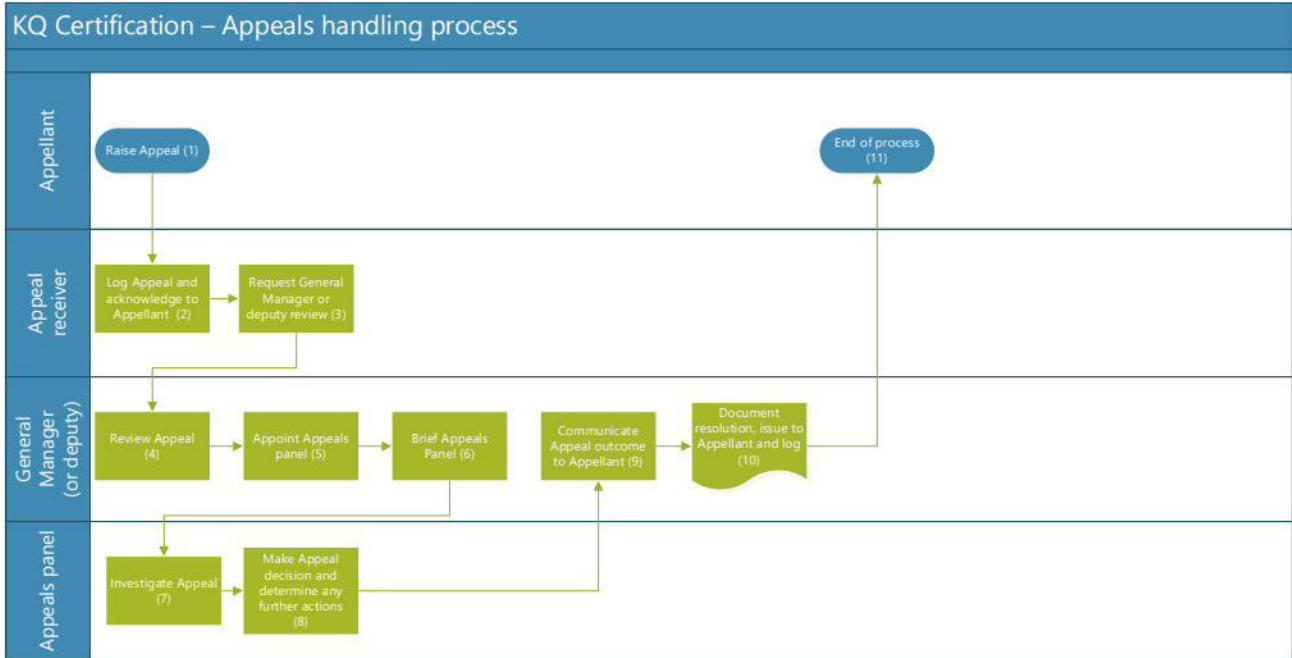 KQ Certification – Appeals handling process
Appellant
Raise Appeal (1)
End of process
(11)
Appeal
receiver
Log Appeal and
acknowledge to
Appellant (2)
Request General
Manager or
deputy review (3)
General
Manager
(or deputy)
Review Appeal
(4)
Appoint Appeals
panel (5)
Brief Appeals
Panel (6)
Communicate
Appeal outcome
to Appellant (9)
Document
resolution, issue to
Appellant and log
(10)
Appeals panel
Investigate Appeal
(7)
Make Appeal
decision and
determine any
further actions
(8)